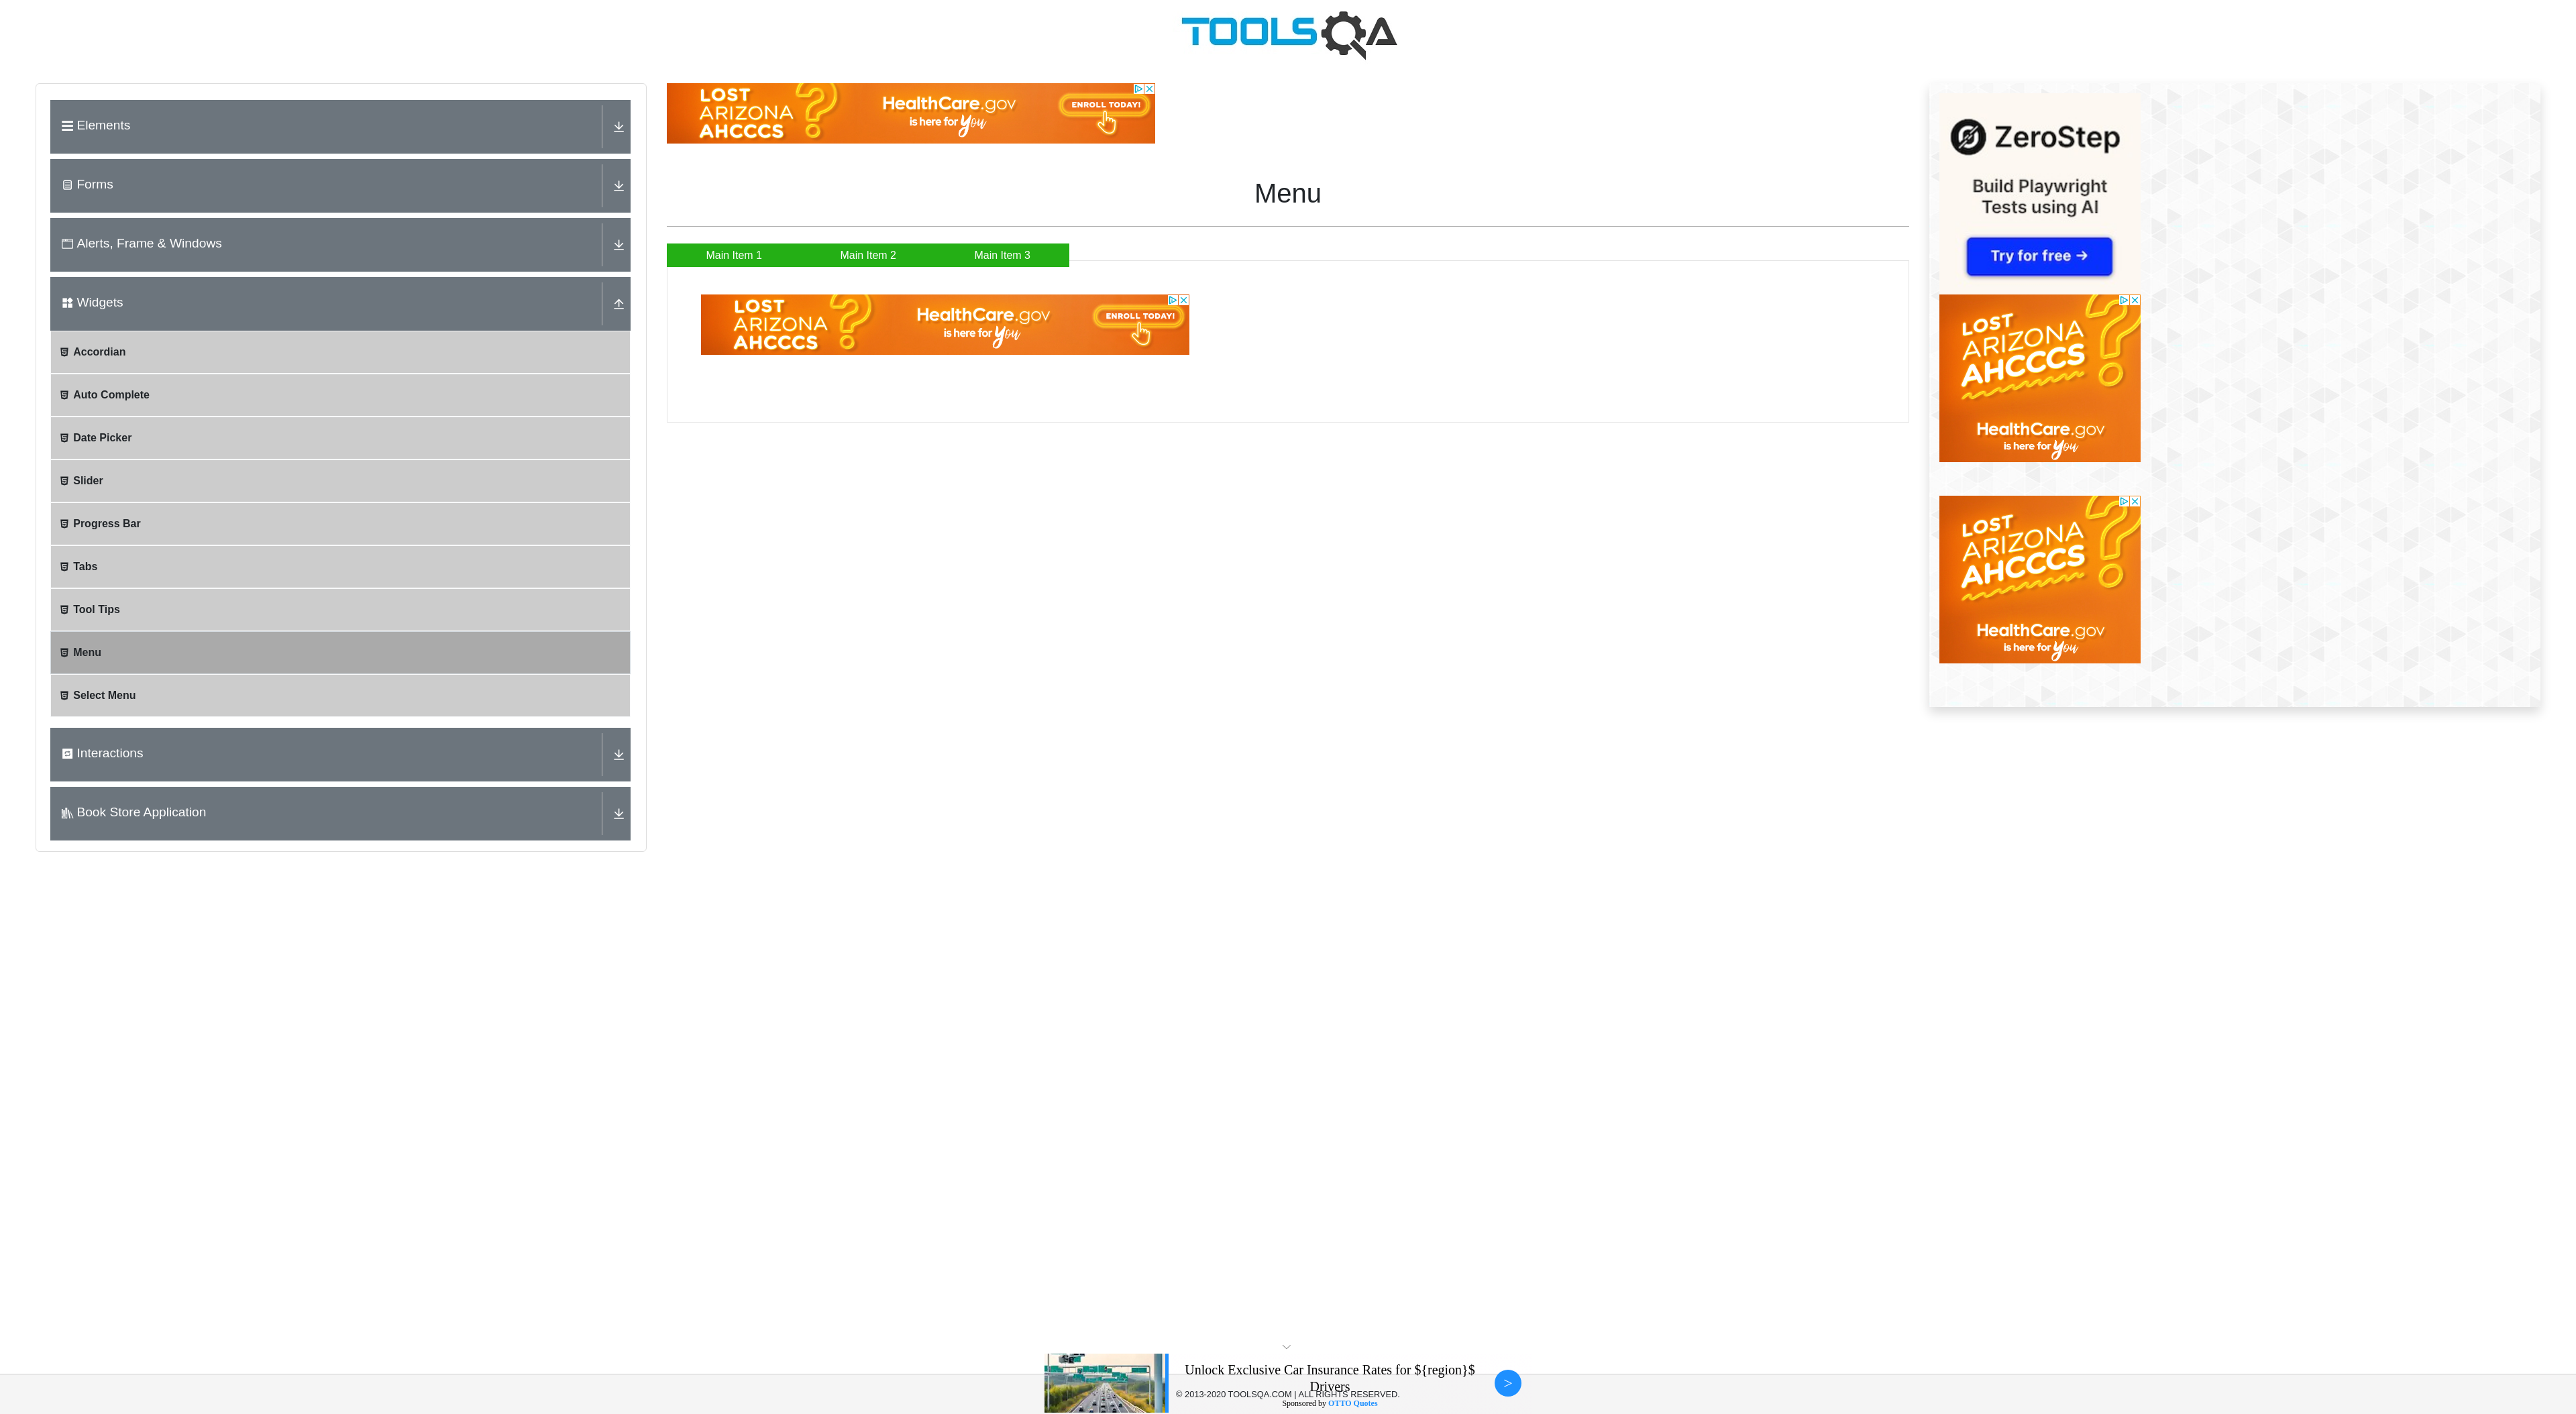 TOOLSQA
Elements
Forms
Alerts, Frame & Windows
Widgets
Accordian
Auto Complete
Date Picker
Slider
Progress Bar
Tabs
Tool Tips
Menu
Select Menu
Interactions
Book Store Application
LOST
ARIZONA
AHCCCS
?
HealthCare.gov
is here for you
ENROLL TODAY!
Menu
Main Item 1
Main Item 2
Main Item 3
LOST
ARIZONA
AHCCCS
?
HealthCare.gov
is here for you
ENROLL TODAY!
ZeroStep
Build Playwright
Tests using AI
Try for free →
LOST
ARIZONA
AHCCCS
?
HealthCare.gov
is here for you
LOST
ARIZONA
AHCCCS
?
HealthCare.gov
is here for you
Unlock Exclusive Car Insurance Rates for ${region}$
Drivers
© 2013-2020 TOOLSQA.COM | ALL RIGHTS RESERVED.
Sponsored by OTTO Quotes
>